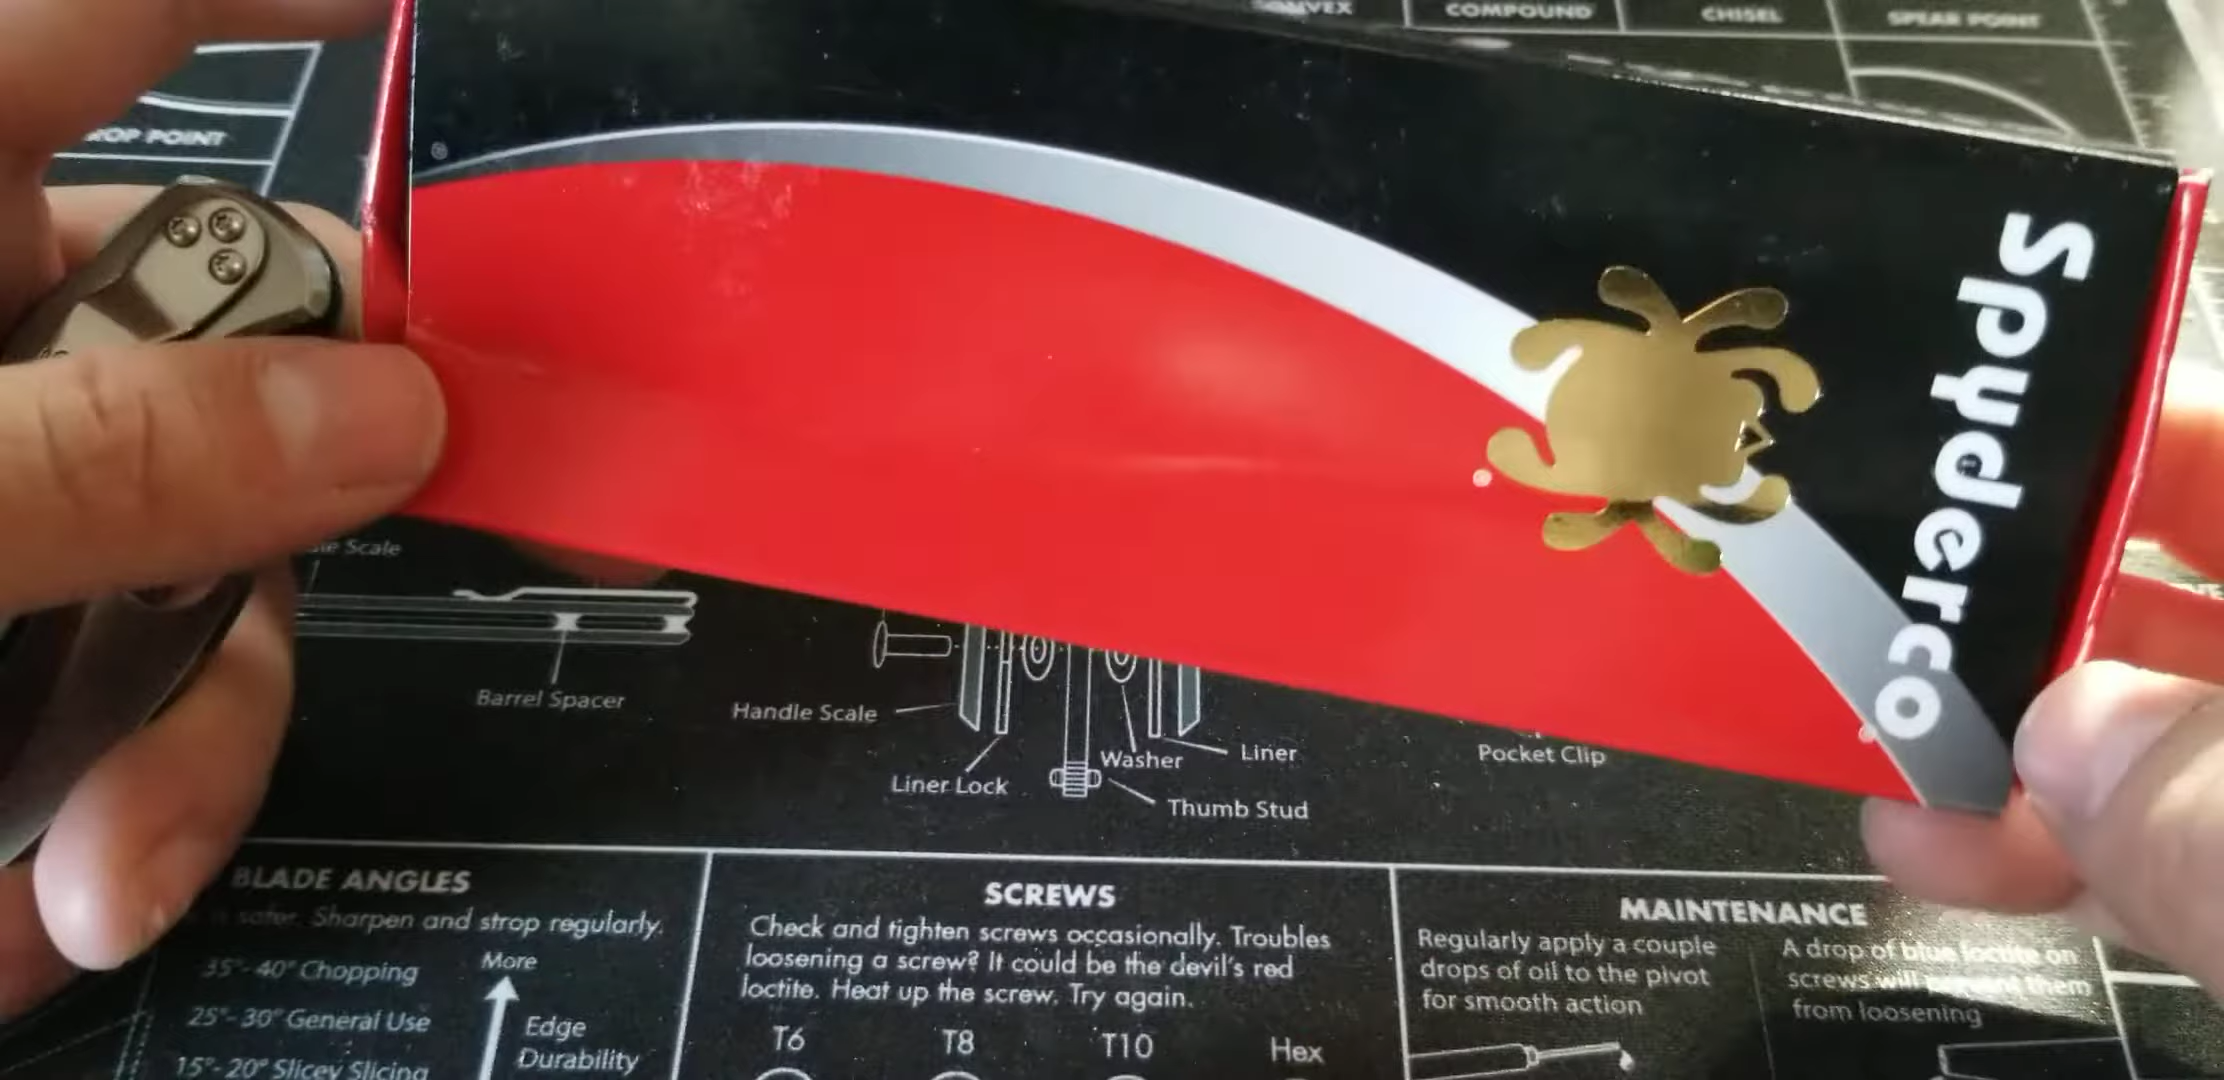 COMPOUND
CHISEL
SPEAR POINT
POINT
Spyderco
Scale
Barrel Spacer
Handle Scale
Liner Lock
Washer
Liner
Thumb Stud
Pocket Clip
BLADE ANGLES
safer. Sharpen and strop regularly.
35°-40° Chopping
25°-30° General Use
15°-20° Slicey Slicing
More
Edge
Durability
SCREWS
Check and tighten screws occasionally. Troubles
loosening a screw? It could be the devil's red
loctite. Heat up the screw. Try again.
T6
T8
T10
Hex
MAINTENANCE
Regularly apply a couple
drops of oil to the pivot
for smooth action
A drop of blue loctite on
screws will prevent them
from loosening